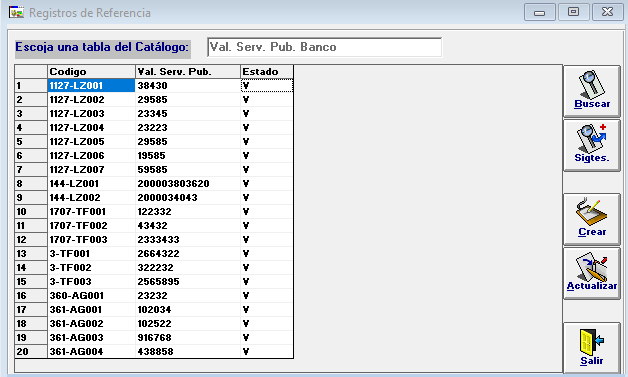 Registros de Referencia
Escoja una tabla del Catálogo: Val. Serv. Pub. Banco
Codigo Val. Serv. Pub. Estado
1 1127-LZ001 38430 V
2 1127-LZ002 29585 V
3 1127-LZ003 23345 V
4 1127-LZ004 23223 V
5 1127-LZ005 29585 V
6 1127-LZ006 19585 V
7 1127-LZ007 59585 V
8 144-LZ001 200003803620 V
9 144-LZ002 2000034043 V
10 1707-TF001 122332 V
11 1707-TF002 43432 V
12 1707-TF003 2333433 V
13 3-TF001 2664322 V
14 3-TF002 322232 V
15 3-TF003 2565895 V
16 360-AG001 23232 V
17 361-AG001 102034 V
18 361-AG002 102522 V
19 361-AG003 916768 V
20 361-AG004 438858 V
Buscar
Sigtes.
Crear
Actualizar
Salir